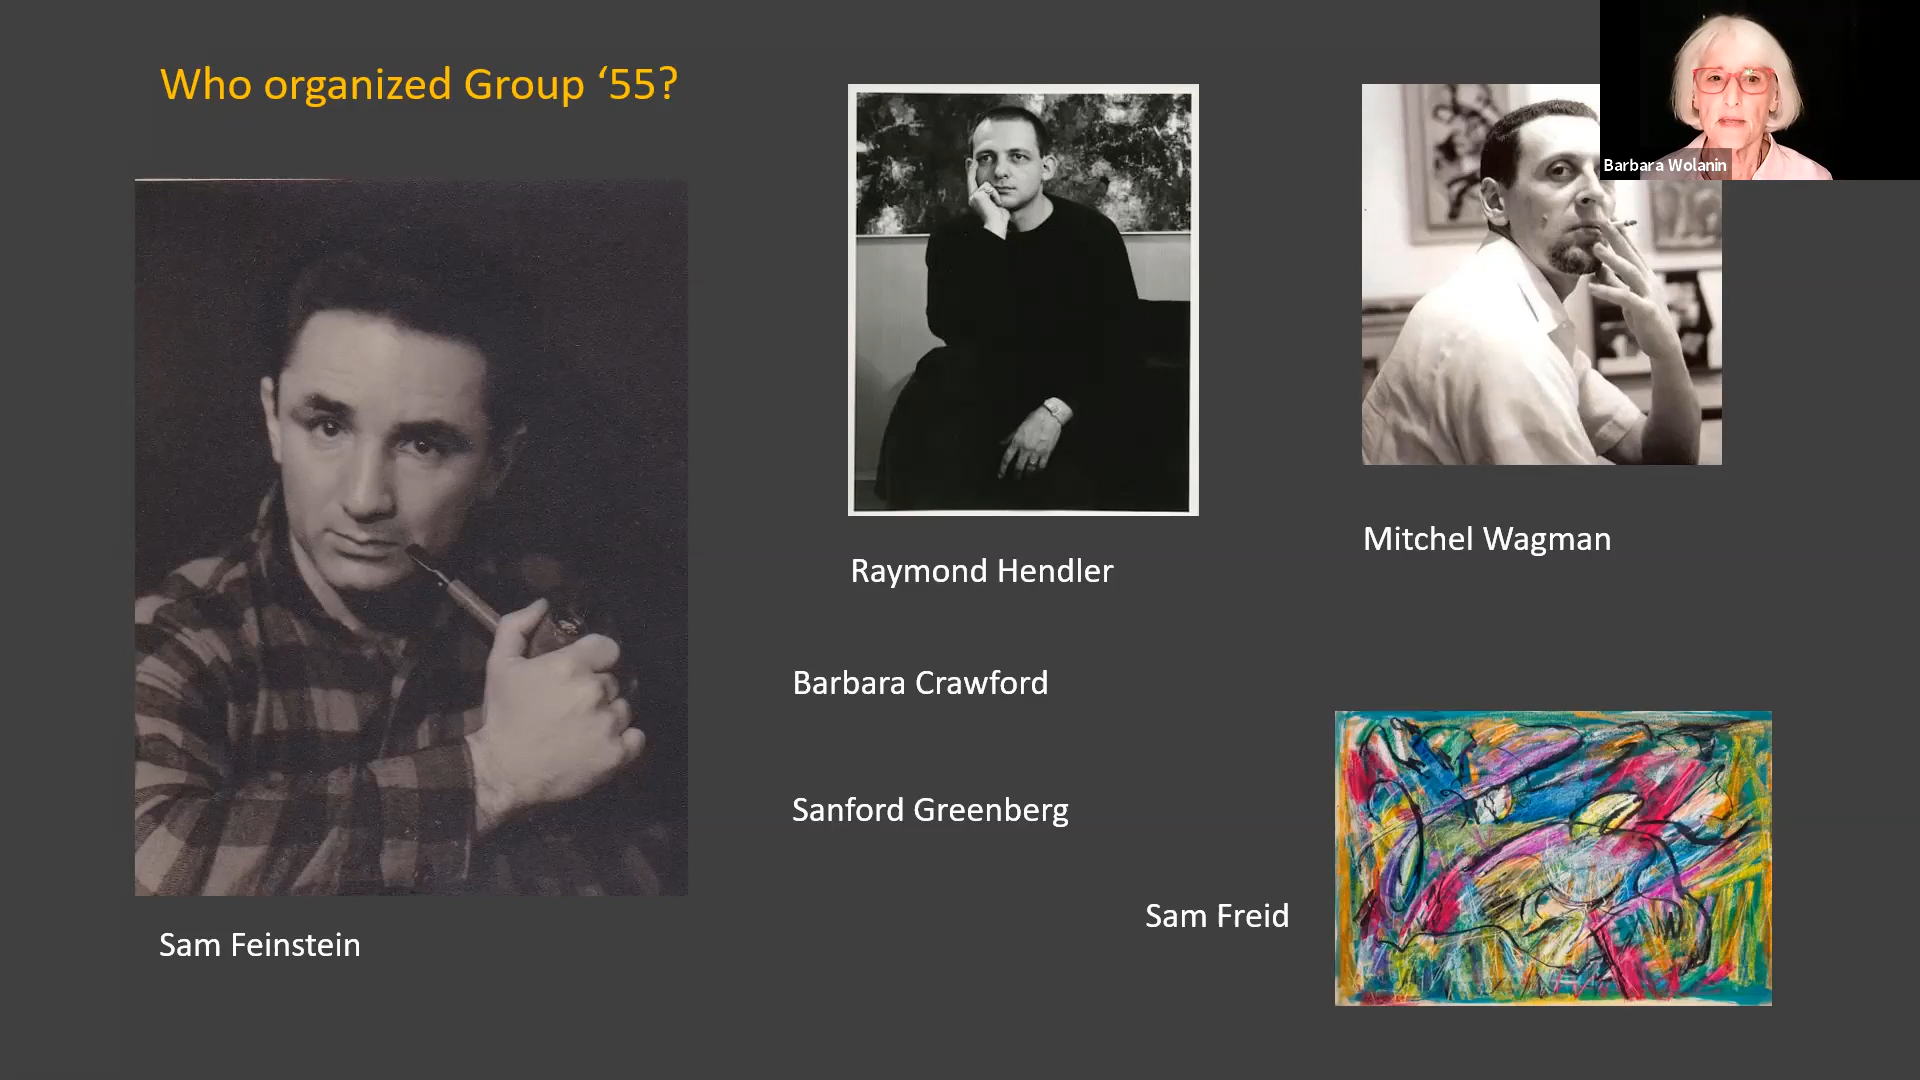 Who organized Group ‘55?
Barbara Wolanin
Mitchel Wagman
Raymond Hendler
Barbara Crawford
Sanford Greenberg
Sam Freid
Sam Feinstein